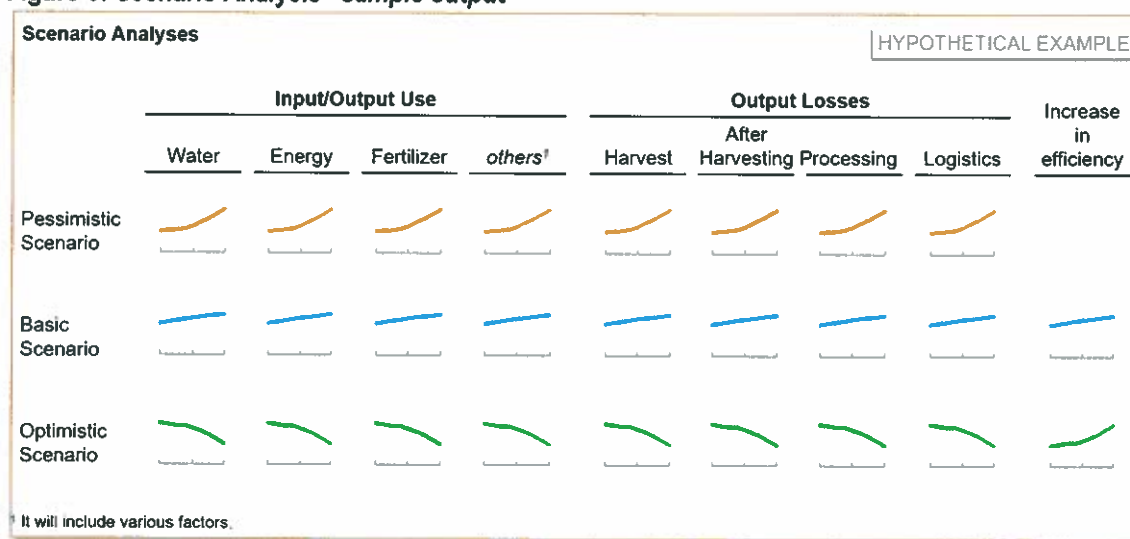 Scenario Analyses
HYPOTHETICAL EXAMPLE
Input/Output Use
Output Losses
Increase
in
efficiency
Water
Energy
Fertilizer
others¹
Harvest
After
Harvesting
Processing
Logistics
Pessimistic
Scenario
Basic
Scenario
Optimistic
Scenario
¹ It will include various factors.